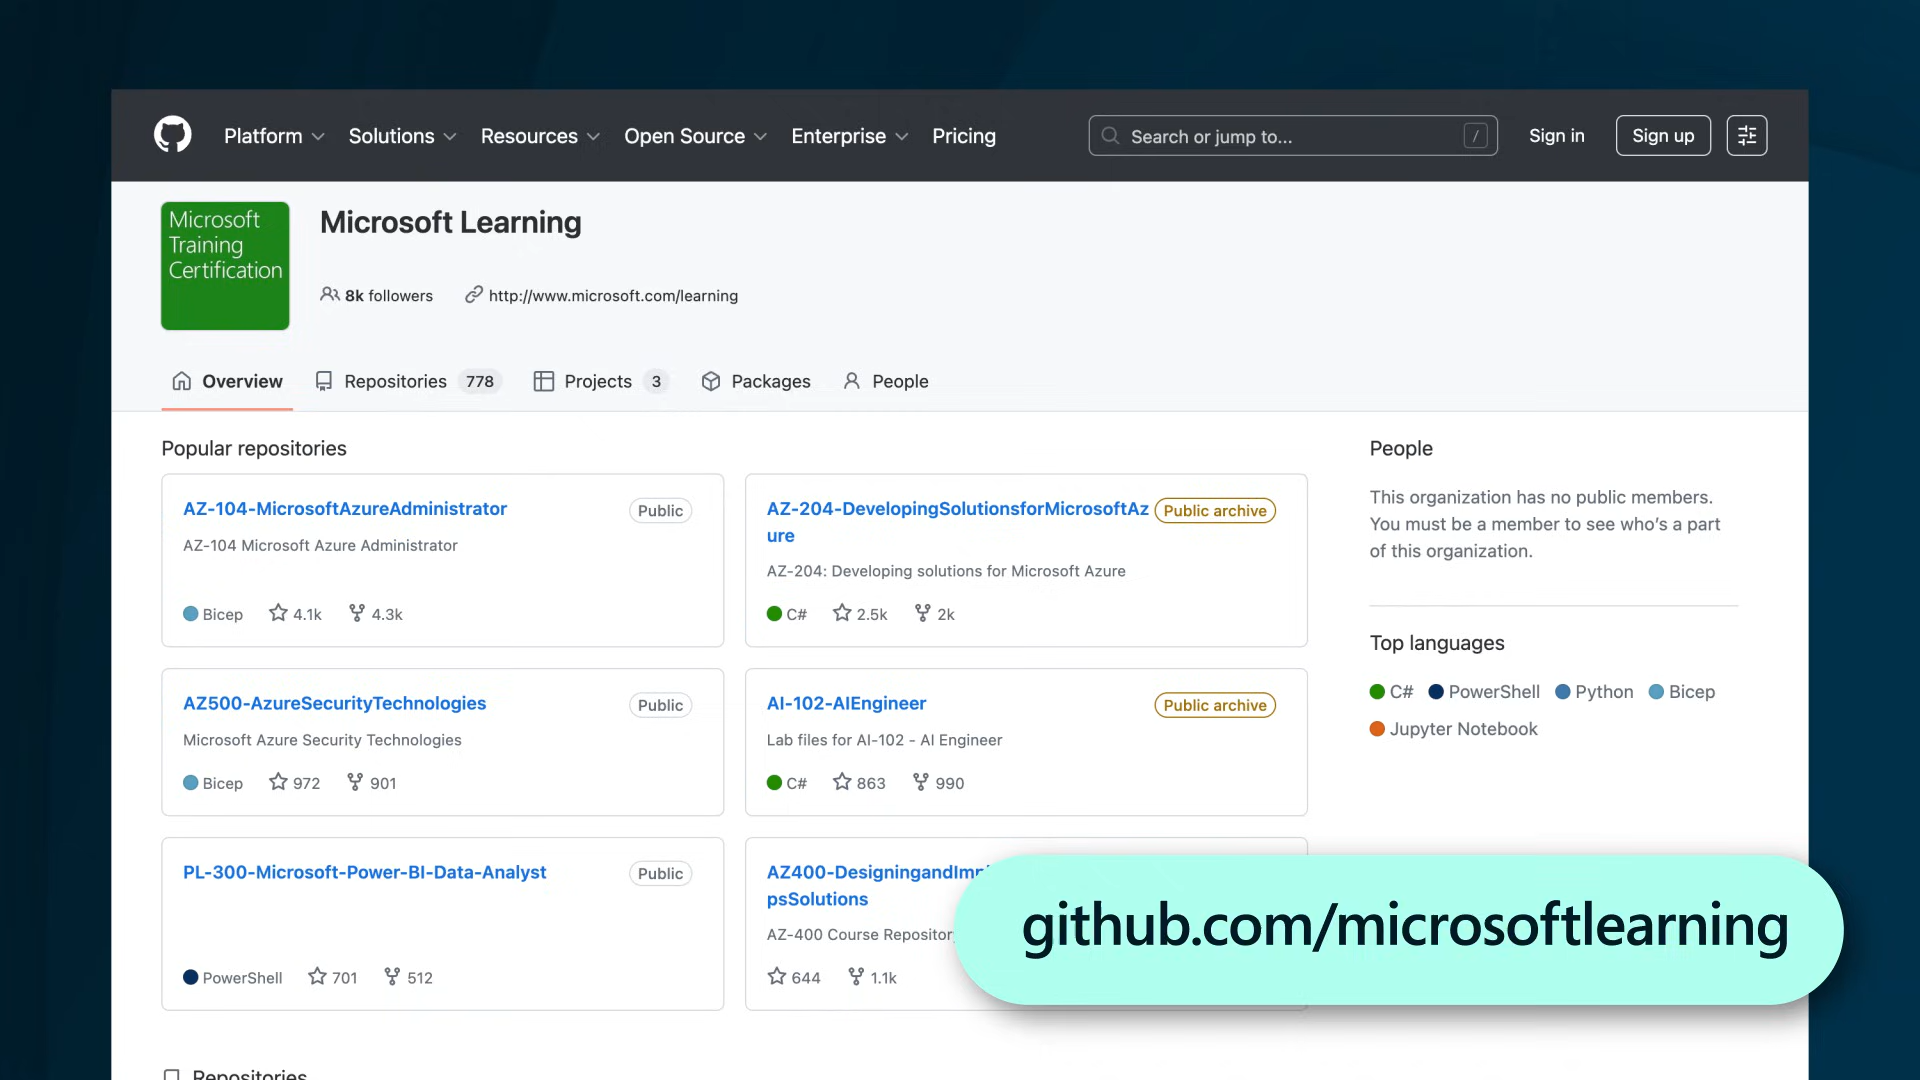 Platform Solutions Resources Open Source Enterprise Pricing Search or jump to... / Sign in Sign up
Microsoft
Training
Certification
Microsoft Learning
8k followers http://www.microsoft.com/learning
Overview Repositories 778 Projects 3 Packages People
Popular repositories
AZ-104-MicrosoftAzureAdministrator Public
AZ-104 Microsoft Azure Administrator
Bicep 4.1k 4.3k
AZ-204-DevelopingSolutionsforMicrosoftAz Public archive
ure
AZ-204: Developing solutions for Microsoft Azure
C# 2.5k 2k
AZ500-AzureSecurityTechnologies Public
Microsoft Azure Security Technologies
Bicep 972 901
AI-102-AIEngineer Public archive
Lab files for AI-102 - AI Engineer
C# 863 990
PL-300-Microsoft-Power-BI-Data-Analyst Public
PowerShell 701 512
psSolutions
AZ-400 Course Repository
644 1.1k
People
This organization has no public members.
You must be a member to see who's a part
of this organization.
Top languages
C# PowerShell Python Bicep
Jupyter Notebook
github.com/microsoftlearning
Repositories